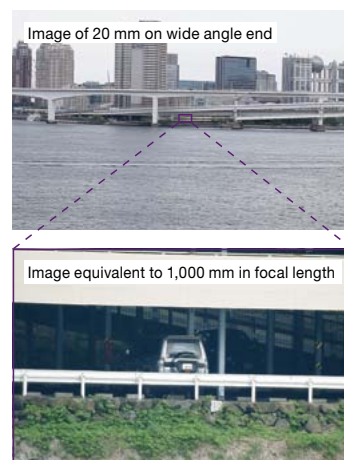 Image of 20 mm on wide angle end
Image equivalent to 1,000 mm in focal length